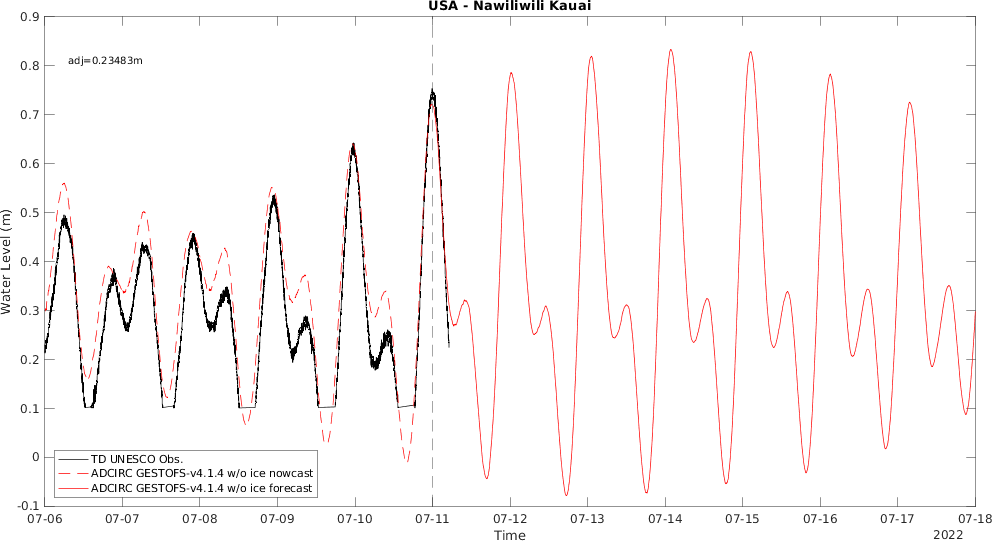 USA - Nawiliwili Kauai
0.9
0.8
0.7
0.6
0.5
0.4
0.3
0.2
0.1
0
-0.1
Water Level (m)
adj=0.23483m
TD UNESCO Obs.
ADCIRC GESTOFS-v4.1.4 w/o ice nowcast
ADCIRC GESTOFS-v4.1.4 w/o ice forecast
07-06 07-07 07-08 07-09 07-10 07-11 07-12 07-13 07-14 07-15 07-16 07-17 07-18
Time
2022